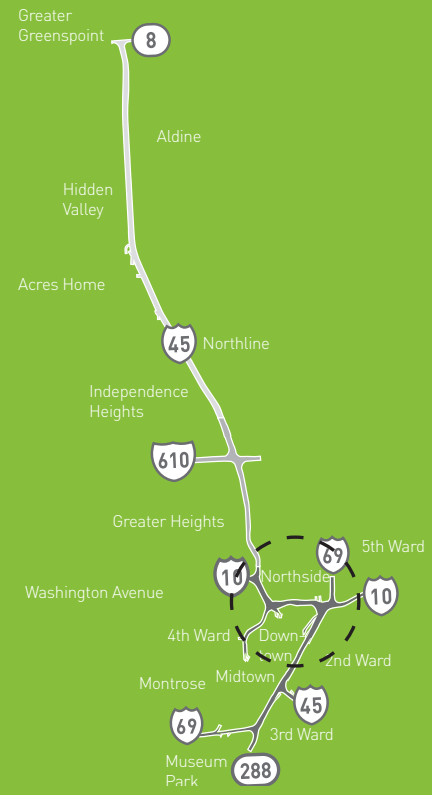 Greater
Greenspoint
8
Aldine
Hidden
Valley
Acres Home
45
Northline
Independence
Heights
610
Greater Heights
69
5th Ward
10
Northside
Washington Avenue
10
4th Ward
Down-
town
2nd Ward
Midtown
Montrose
45
69
3rd Ward
Museum
Park
288